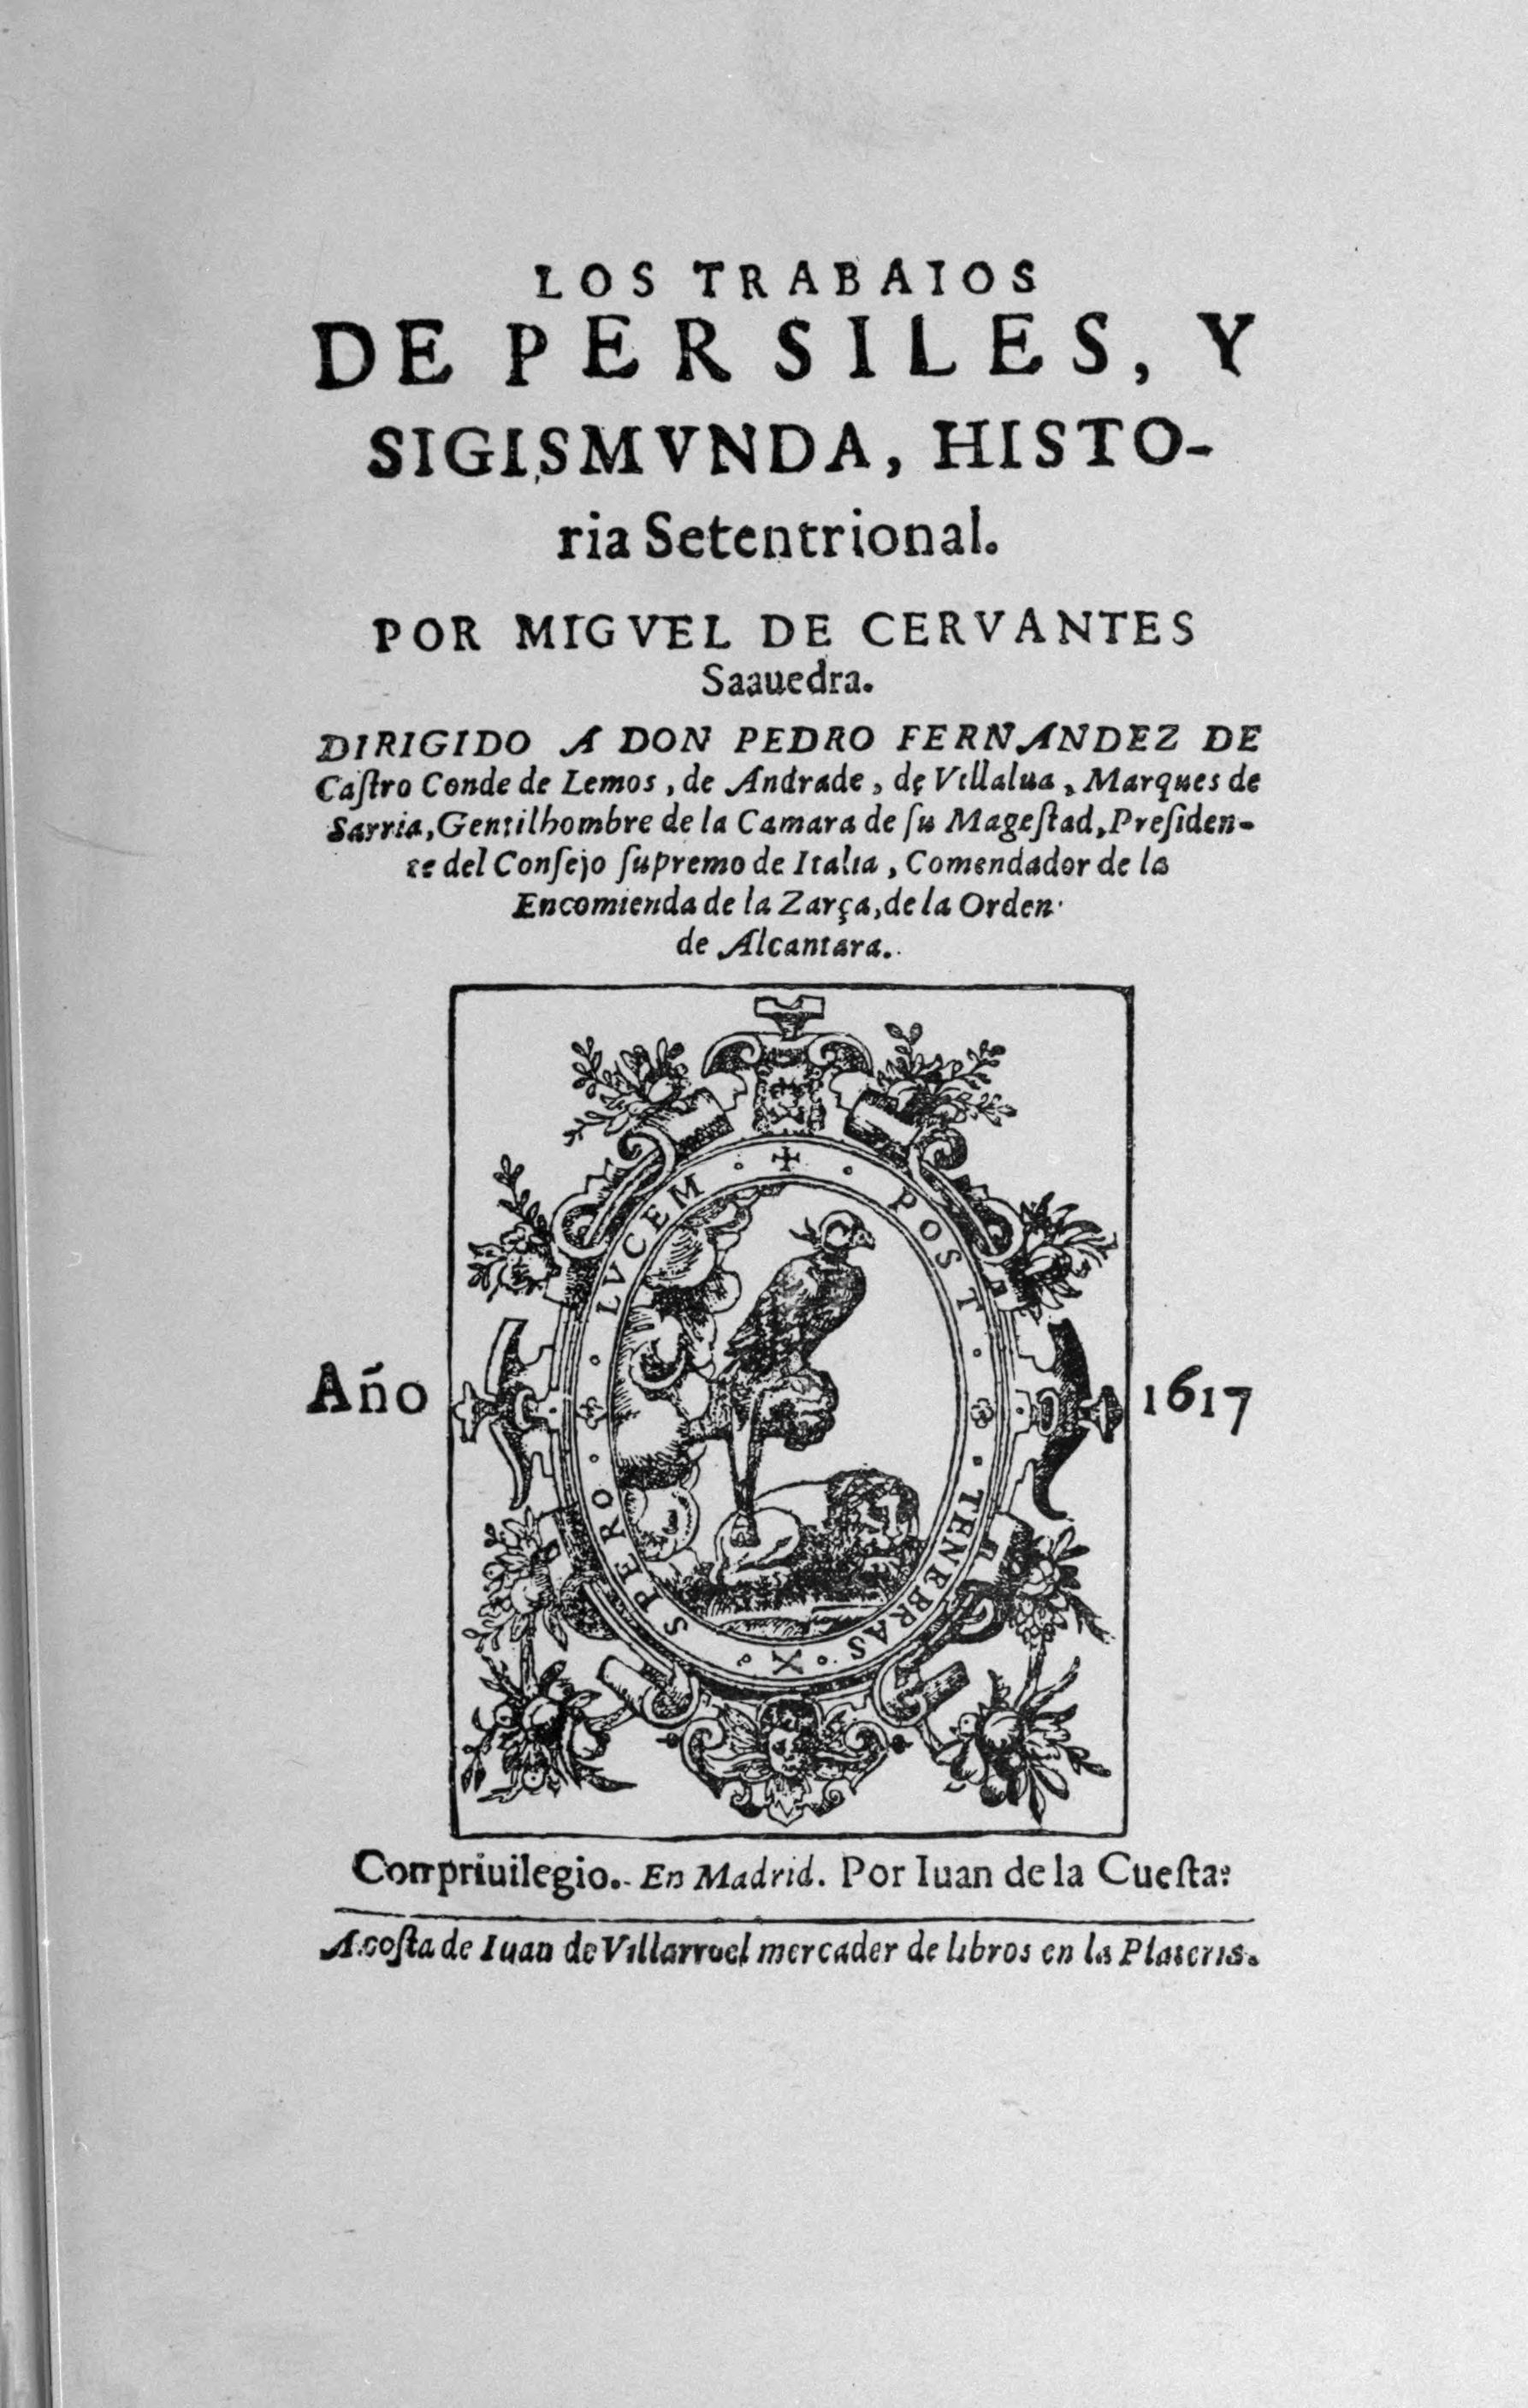 LOS TRABAIOS
DE PERSILES, Y
SIGISMVNDA, HISTO-
ria Setentrional.
POR MIGVEL DE CERVANTES
Saauedra.
DIRIGIDO A DON PEDRO FERNANDEZ DE
Caſtro Conde de Lemos, de Andrade, de Villalua, Marques de
Sarria, Gentilhombre de la Camara de ſu Mageſtad, Preſiden-
te del Conſejo ſupremo de Italia, Comendador de la
Encomienda de la Zarça, de la Orden
de Alcantara.
POST TENEBRAS SPERO LVCEM
Año 1617
Con priuilegio. En Madrid. Por Iuan de la Cueſta:
A coſta de Iuan de Villarroel mercader de libros en la Plateria.